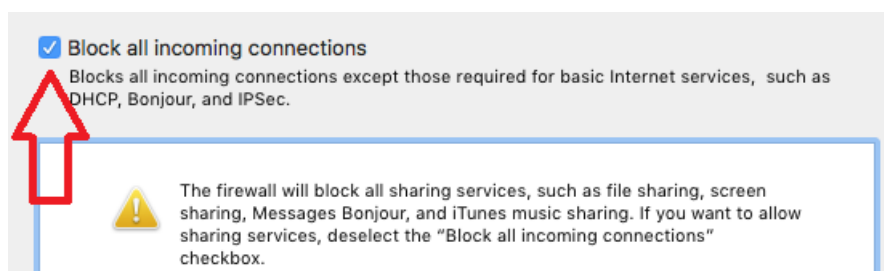 Block all incoming connections
Blocks all incoming connections except those required for basic Internet services, such as
DHCP, Bonjour, and IPSec.
The firewall will block all sharing services, such as file sharing, screen
sharing, Messages Bonjour, and iTunes music sharing. If you want to allow
sharing services, deselect the “Block all incoming connections”
checkbox.